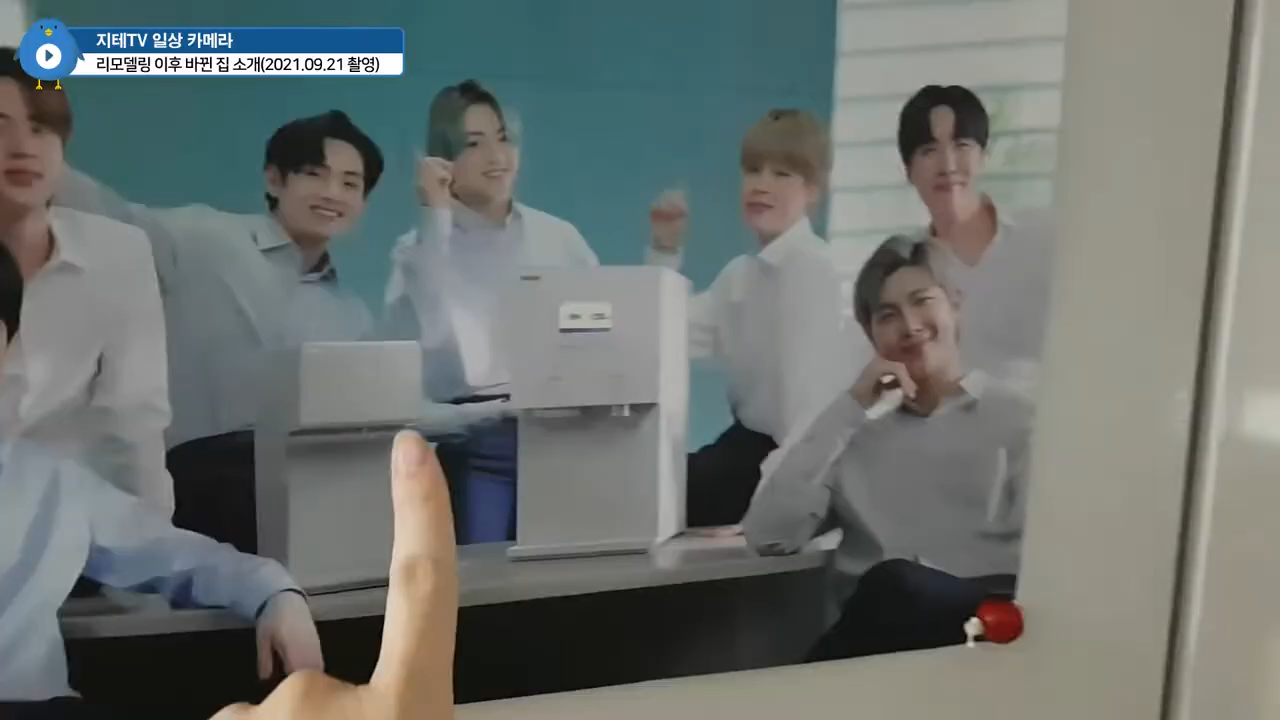 지테TV 일상 카메라
리모델링 이후 바뀐 집 소개(2021.09.21 촬영)